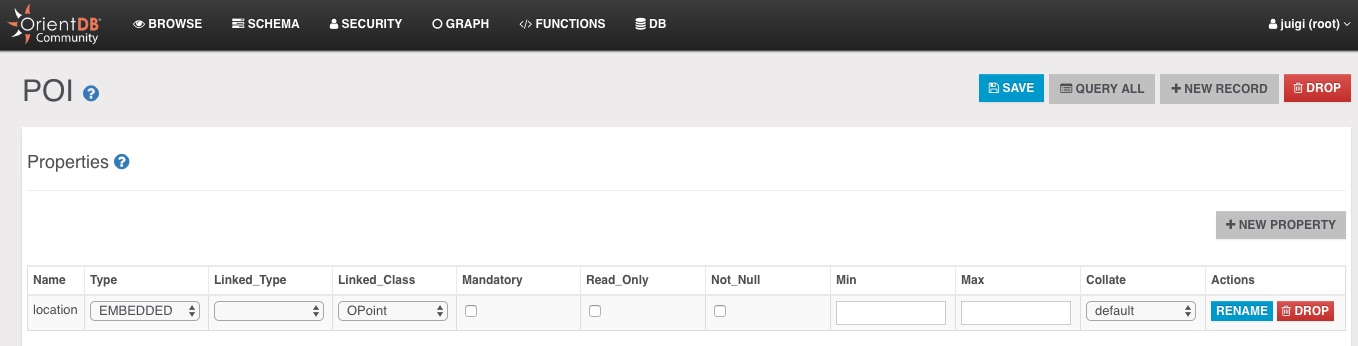 OrientDB
Community
BROWSE SCHEMA SECURITY GRAPH FUNCTIONS DB juigi (root)
POI
SAVE QUERY ALL NEW RECORD DROP
Properties
NEW PROPERTY
Name Type Linked_Type Linked_Class Mandatory Read_Only Not_Null Min Max Collate Actions
location EMBEDDED OPoint default RENAME DROP